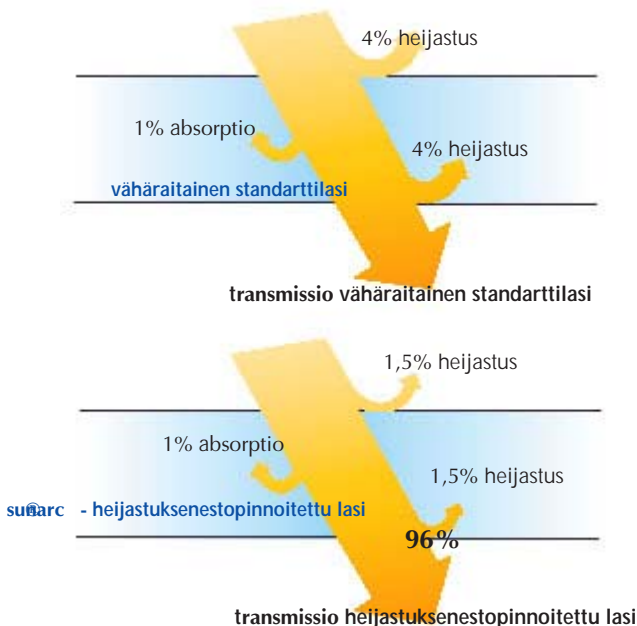 4% heijastus
1% absorptio
4% heijastus
vähäraitainen standarttilasi
transmissio vähäraitainen standarttilasi
1,5% heijastus
1% absorptio
1,5% heijastus
- heijastuksenestopinnoitettu lasi
96%
transmissio heijastuksenestopinnoitettu lasi